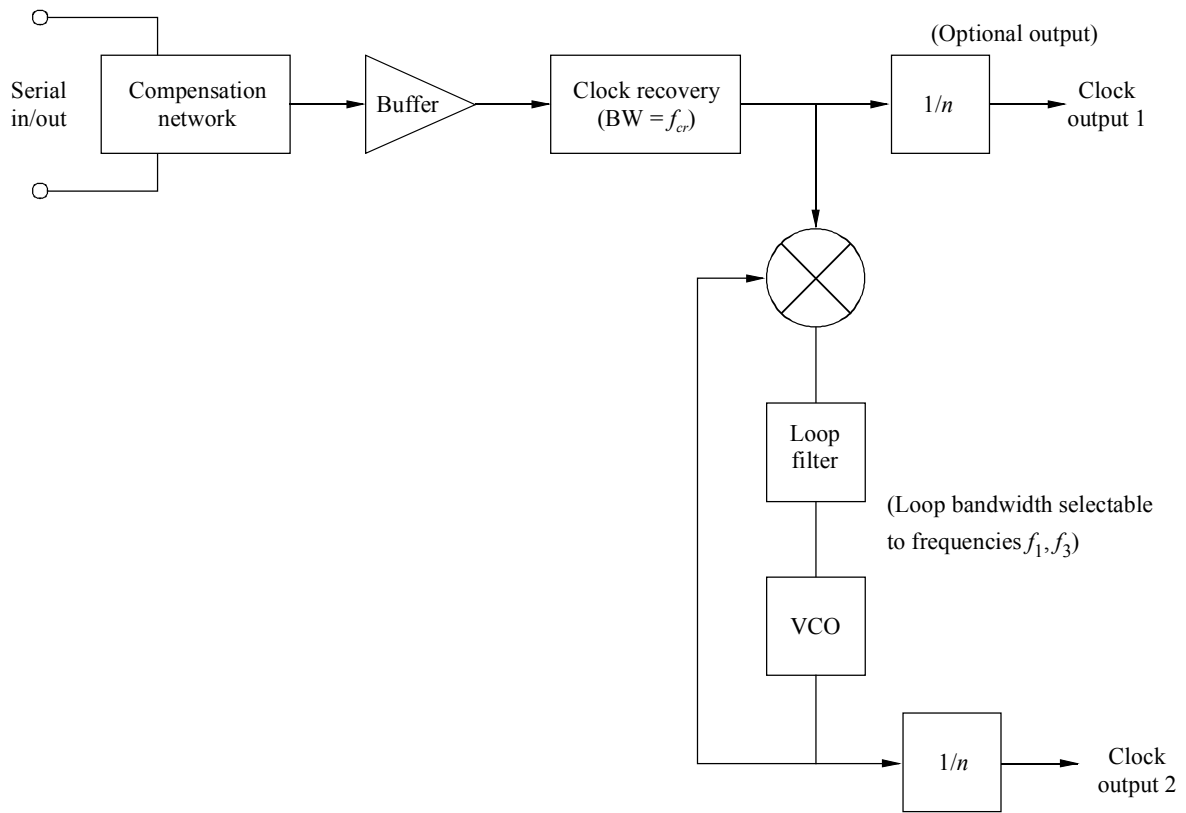 (Optional output)
Serial
in/out
Compensation
network
Buffer
Clock recovery
(BW = f_cr)
1/n
Clock
output 1
Loop
filter
(Loop bandwidth selectable
to frequencies f_1, f_3)
VCO
1/n
Clock
output 2